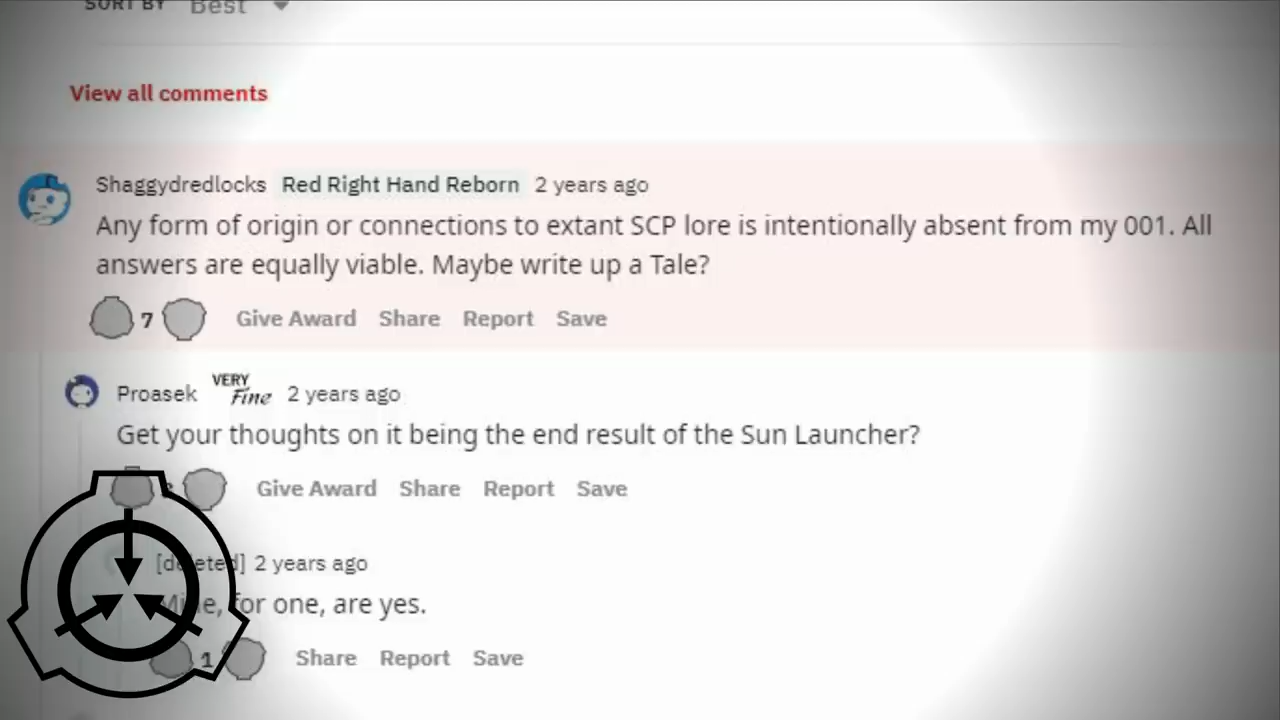 SORT BY Best
View all comments
Shaggydredlocks Red Right Hand Reborn 2 years ago
Any form of origin or connections to extant SCP lore is intentionally absent from my 001. All
answers are equally viable. Maybe write up a Tale?
7 Give Award Share Report Save
Proasek VERY Fine 2 years ago
Get your thoughts on it being the end result of the Sun Launcher?
Give Award Share Report Save
[deleted] 2 years ago
Mine, for one, are yes.
1 Share Report Save